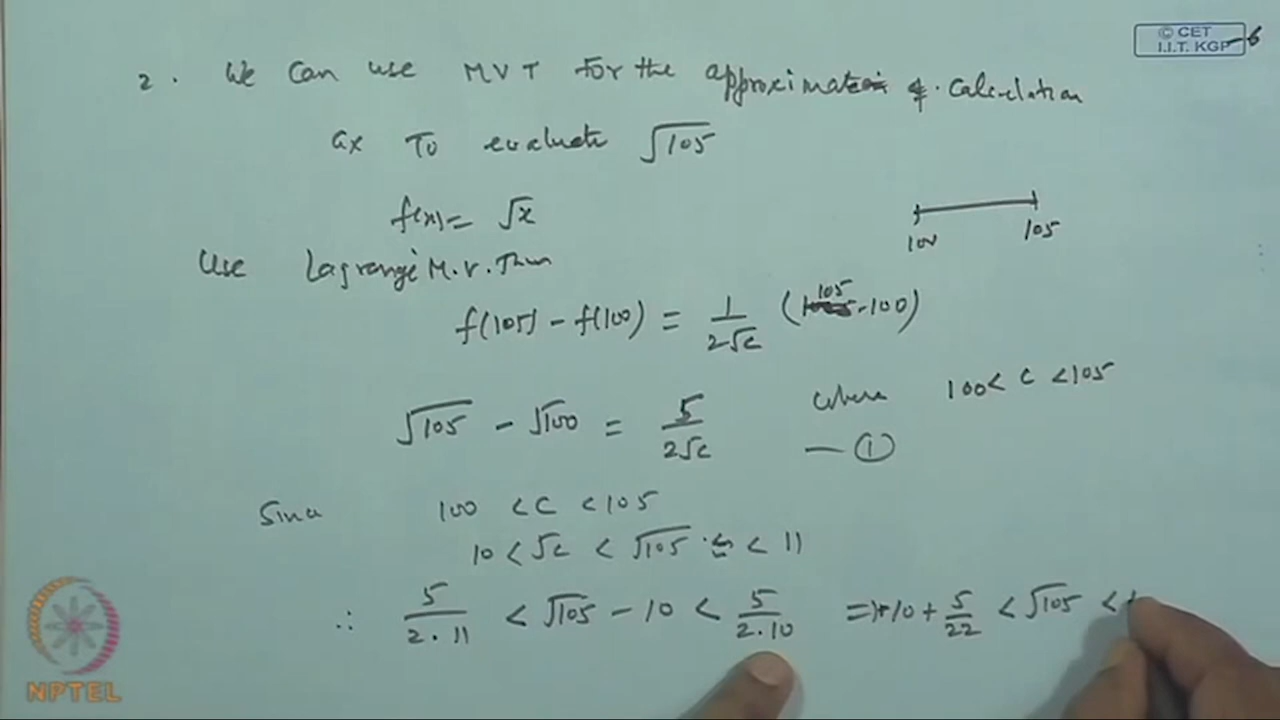 © CET
I.I.T. KGP
-6
2. We can use MVT for the approximate calculation
ex To evaluate √105
f(x) = √x
100 105
Use Lagrange M.V. Thm
f(105) - f(100) = 1/(2√c) (105-100)
√105 - √100 = 5/(2√c) where 100 < c < 105
— ①
Since 100 < c < 105
10 < √c < √105 < 11
∴ 5/(2·11) < √105 - 10 < 5/(2·10) ⇒ 10 + 5/22 < √105 <
NPTEL